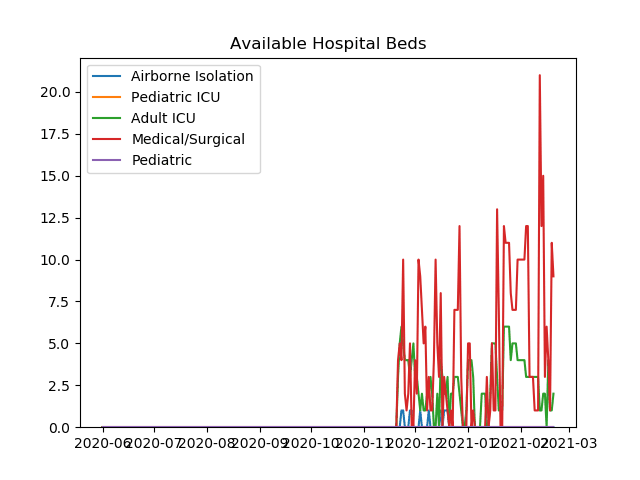 Available Hospital Beds
Airborne Isolation
Pediatric ICU
Adult ICU
Medical/Surgical
Pediatric
20.0
17.5
15.0
12.5
10.0
7.5
5.0
2.5
0.0
2020-06 2020-07 2020-08 2020-09 2020-10 2020-11 2020-12 2021-01 2021-02 2021-03